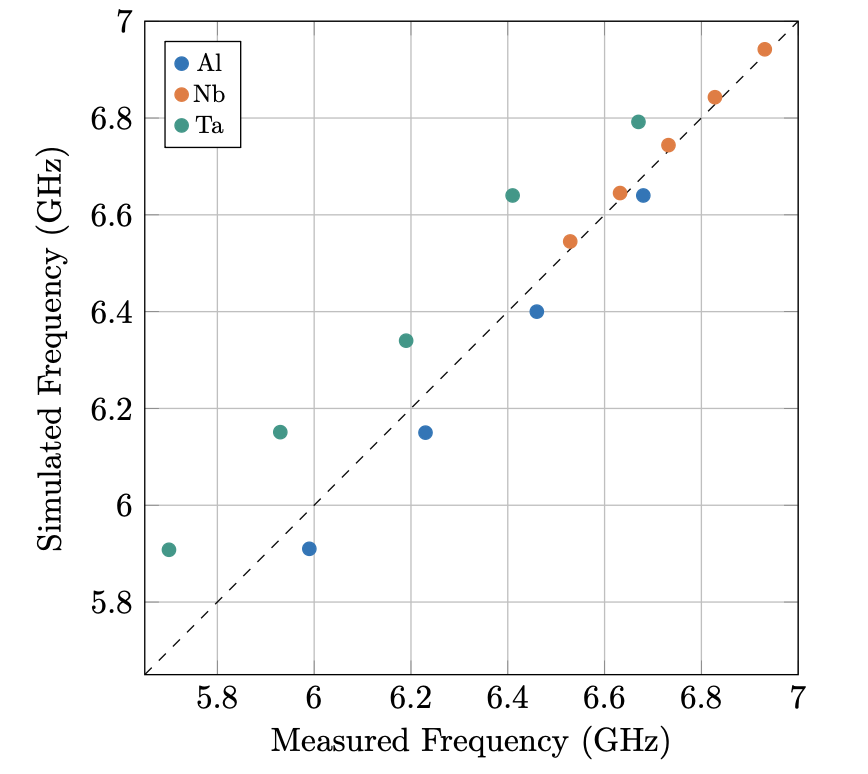 7
6.8
6.6
6.4
6.2
6
5.8
Simulated Frequency (GHz)
Al
Nb
Ta
5.8 6 6.2 6.4 6.6 6.8 7
Measured Frequency (GHz)